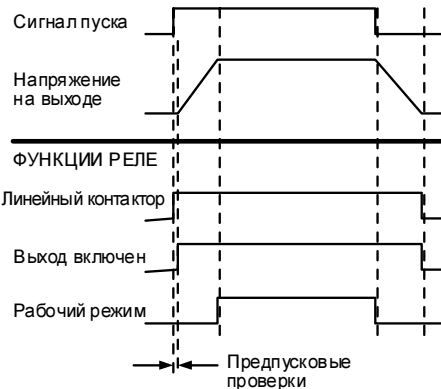 Сигнал пуска
Напряжение
на выходе
ФУНКЦИИ РЕЛЕ
Линейный контактор
Выход включен
Рабочий режим
Предпусковые
проверки